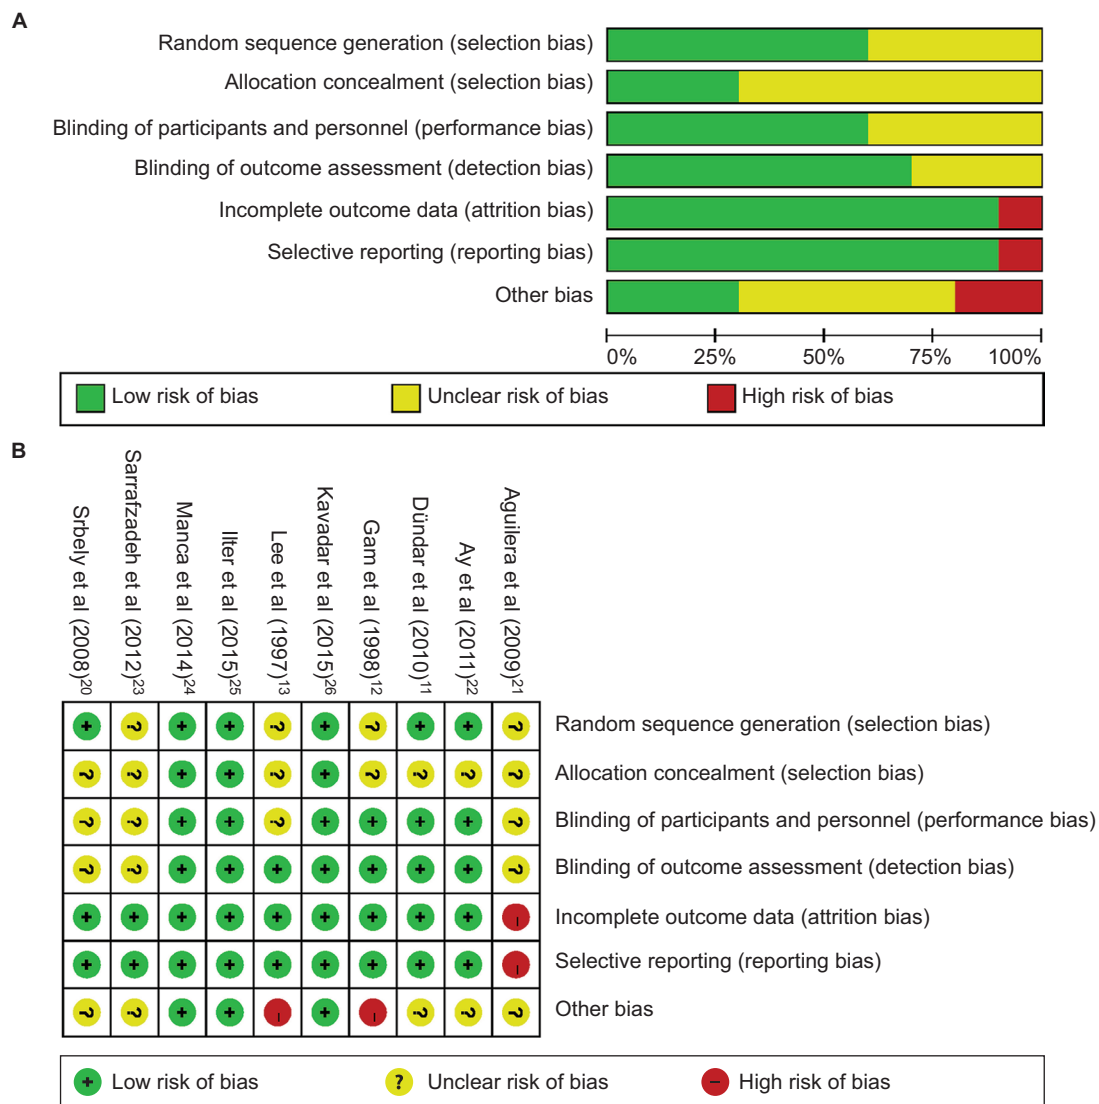 A
Random sequence generation (selection bias)
Allocation concealment (selection bias)
Blinding of participants and personnel (performance bias)
Blinding of outcome assessment (detection bias)
Incomplete outcome data (attrition bias)
Selective reporting (reporting bias)
Other bias
0% 25% 50% 75% 100%
Low risk of bias Unclear risk of bias High risk of bias
B
Srbely et al (2008)20
Sarrafzadeh et al (2012)23
Manca et al (2014)24
Ilter et al (2015)25
Lee et al (1997)13
Kavadar et al (2015)26
Gam et al (1998)12
Dündar et al (2010)11
Ay et al (2011)22
Aguilera et al (2009)21
+ ? + + ? + ? + + ? Random sequence generation (selection bias)
? ? + + ? + ? ? ? ? Allocation concealment (selection bias)
? ? + + ? + + + + ? Blinding of participants and personnel (performance bias)
? ? + + + + + + + ? Blinding of outcome assessment (detection bias)
+ + + + + + + + + – Incomplete outcome data (attrition bias)
+ + + + + + + + + – Selective reporting (reporting bias)
? ? + + – + – ? ? ? Other bias
+ Low risk of bias ? Unclear risk of bias – High risk of bias